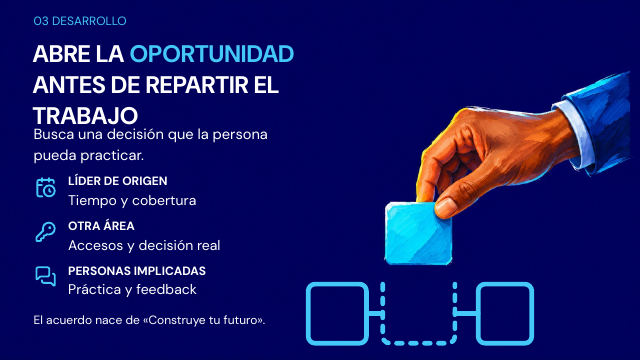 03 DESARROLLO
ABRE LA OPORTUNIDAD
ANTES DE REPARTIR EL
TRABAJO
Busca una decisión que la persona
pueda practicar.
LÍDER DE ORIGEN
Tiempo y cobertura
OTRA ÁREA
Accesos y decisión real
PERSONAS IMPLICADAS
Práctica y feedback
El acuerdo nace de «Construye tu futuro».